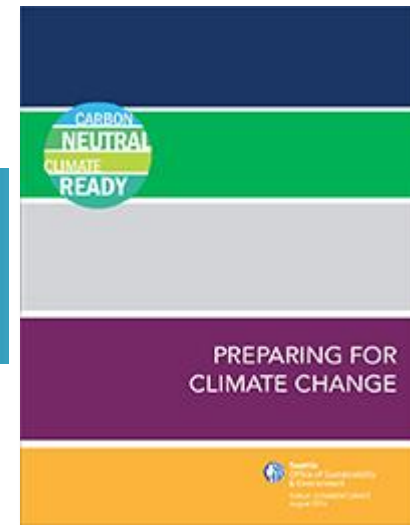 CARBON
NEUTRAL
CLIMATE
READY
PREPARING FOR
CLIMATE CHANGE
Seattle
Office of Sustainability
& Environment